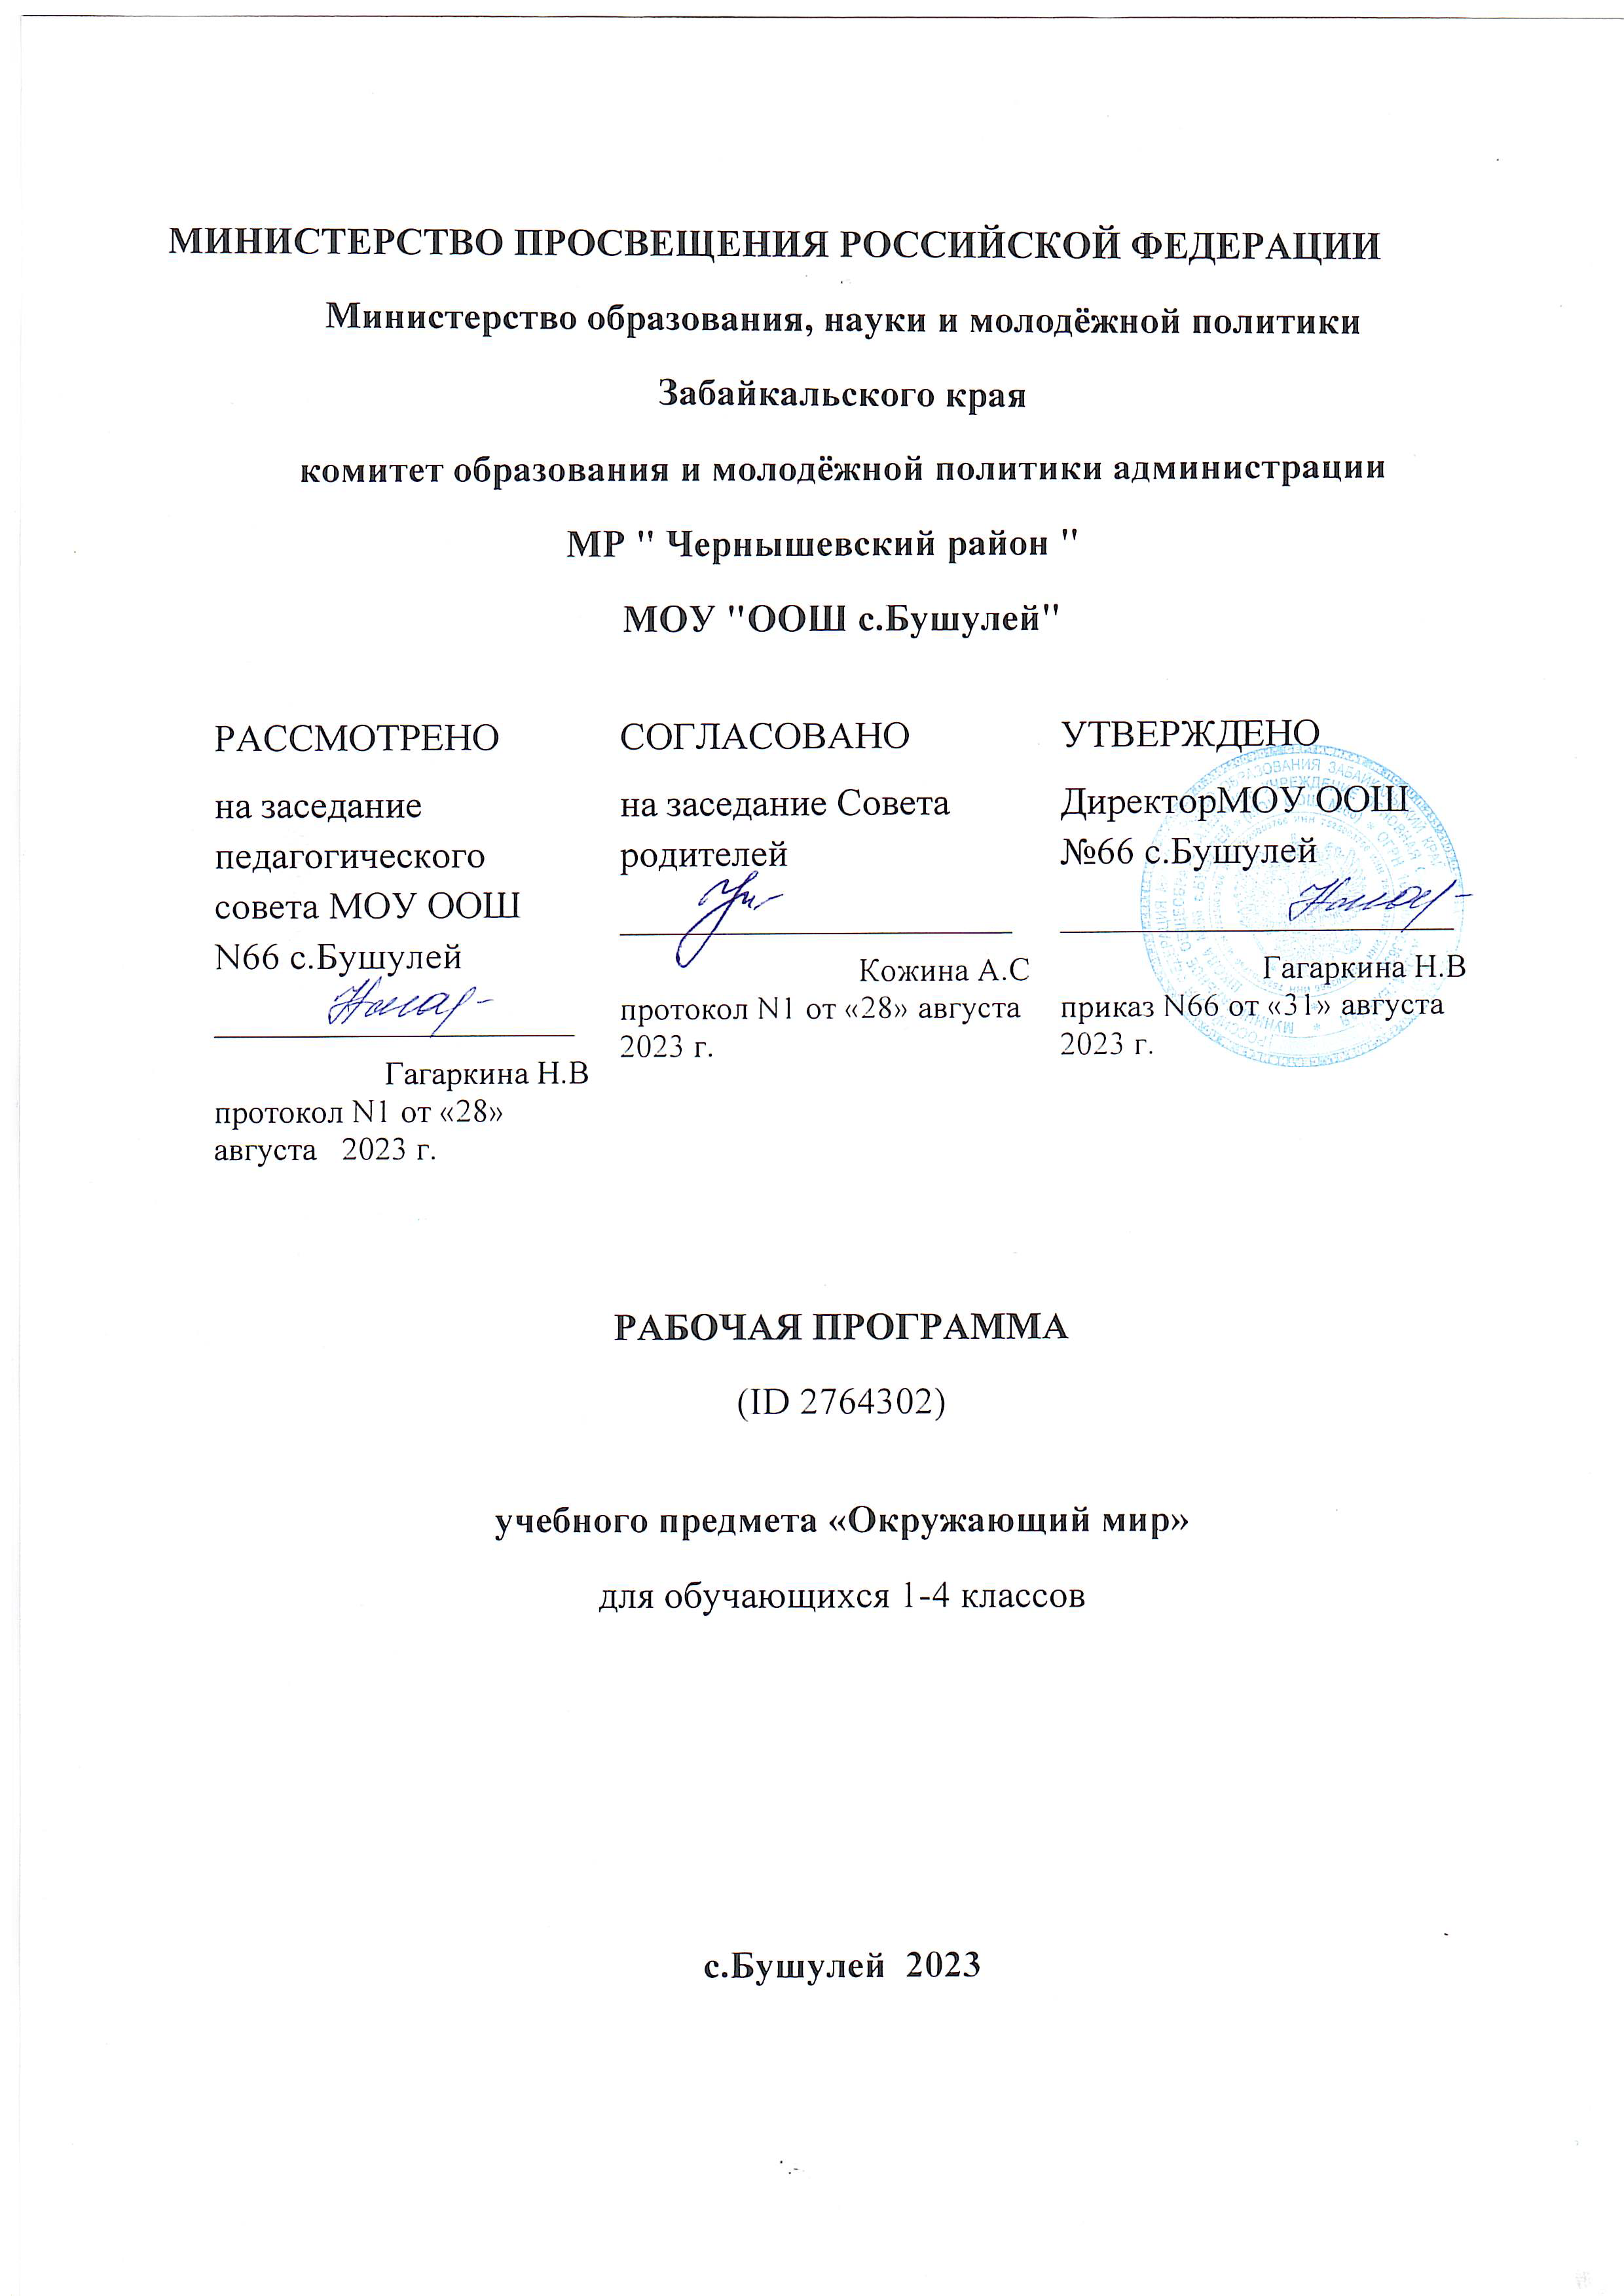 МИНИСТЕРСТВО ПРОСВЕЩЕНИЯ РОССИЙСКОЙ ФЕДЕРАЦИИ
Министерство образования, науки и молодёжной политики
Забайкальского края
комитет образования и молодёжной политики администрации
МР " Чернышевский район "
МОУ "ООШ с.Бушулей"
РАССМОТРЕНО
на заседание
педагогического
совета МОУ ООШ
N66 с.Бушулей
Гагаркина Н.В
протокол N1 от «28»
августа 2023 г.
СОГЛАСОВАНО
на заседание Совета
родителей
Кожина А.С
протокол N1 от «28» августа
2023 г.
УТВЕРЖДЕНО
ДиректорМОУ ООШ
№66 с.Бушулей
Гагаркина Н.В
приказ N66 от «31» августа
2023 г.
РАБОЧАЯ ПРОГРАММА
(ID 2764302)
учебного предмета «Окружающий мир»
для обучающихся 1-4 классов
с.Бушулей 2023